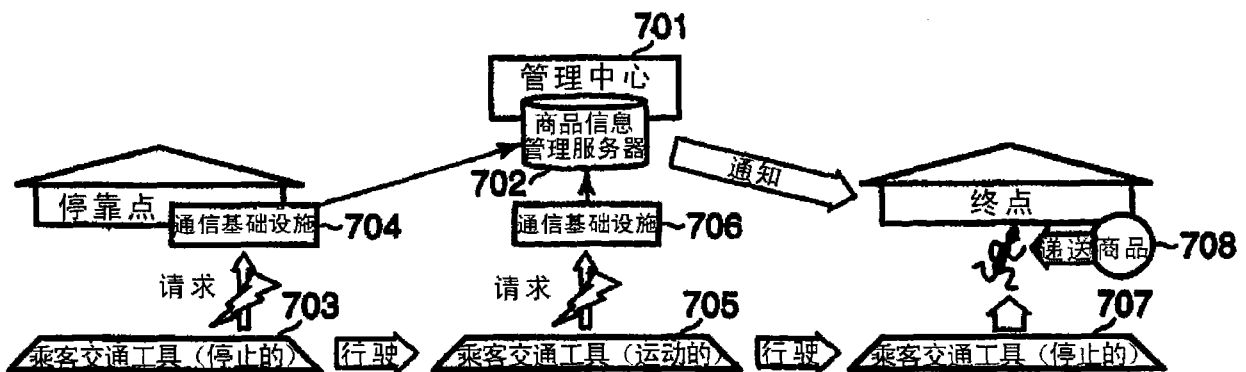 701
管理中心
商品信息
管理服务器
702
通知
停靠点
通信基础设施
704
通信基础设施
706
终点
递送
商品
708
请求
703
请求
705
707
乘客交通工具(停止的)
行驶
乘客交通工具(运动的)
行驶
乘客交通工具(停止的)